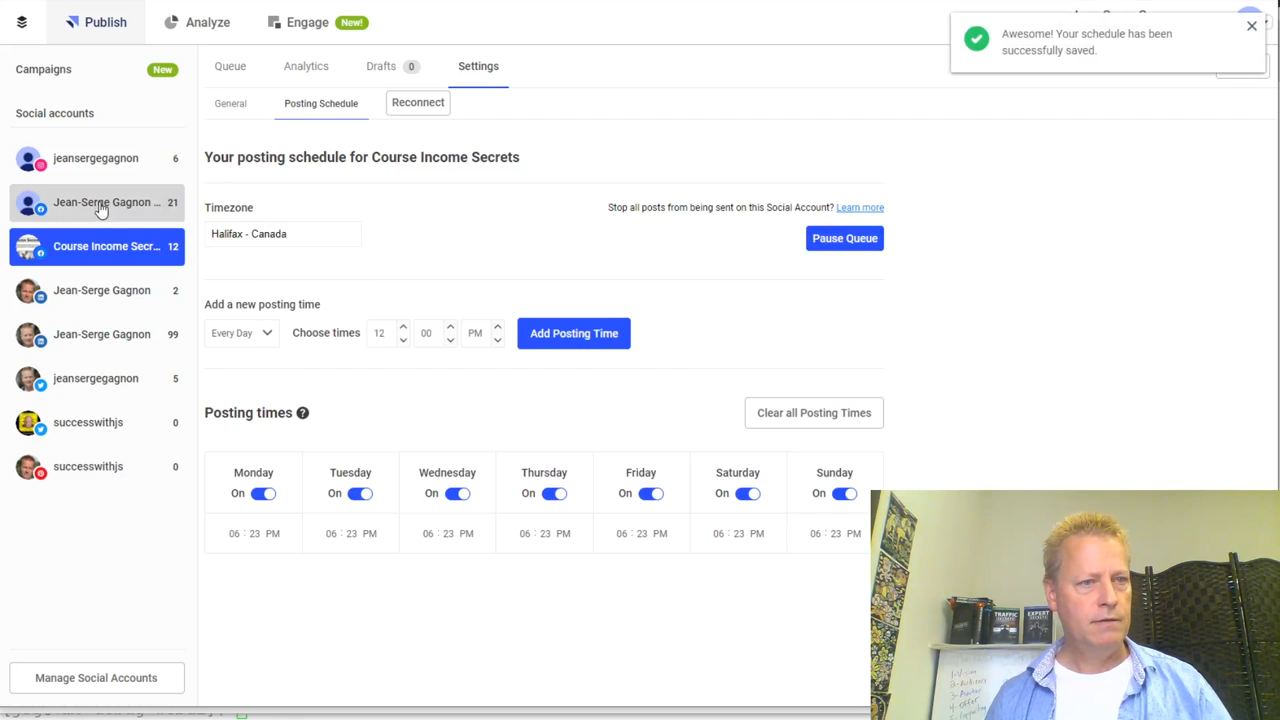 Publish
Analyze
Engage
New!
Awesome! Your schedule has been
successfully saved.
Campaigns
New
Social accounts
jeansergegagnon 6
Jean-Serge Gagnon ... 21
Course Income Secr... 12
Jean-Serge Gagnon 2
Jean-Serge Gagnon 99
jeansergegagnon 5
successwithjs 0
successwithjs 0
Manage Social Accounts
Queue
Analytics
Drafts 0
Settings
General
Posting Schedule
Reconnect
Your posting schedule for Course Income Secrets
Timezone
Stop all posts from being sent on this Social Account? Learn more
Halifax - Canada
Pause Queue
Add a new posting time
Every Day
Choose times
12
00
PM
Add Posting Time
Posting times ?
Clear all Posting Times
Monday Tuesday Wednesday Thursday Friday Saturday Sunday
On On On On On On On
06 : 23 PM 06 : 23 PM 06 : 23 PM 06 : 23 PM 06 : 23 PM 06 : 23 PM 06 : 23 PM
TRAFFIC
SECRETS
EXPERT
SECRETS